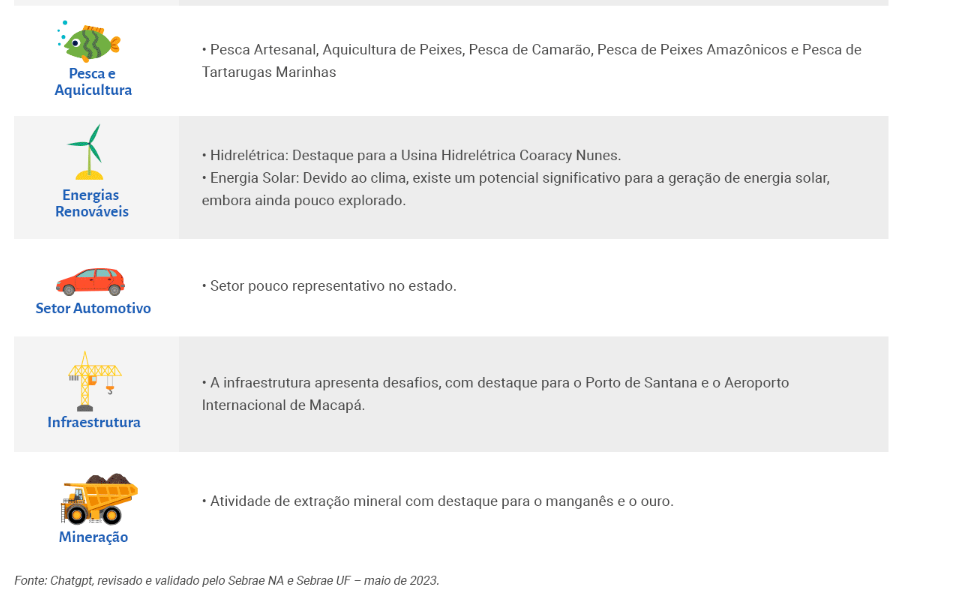 Pesca e
Aquicultura
• Pesca Artesanal, Aquicultura de Peixes, Pesca de Camarão, Pesca de Peixes Amazônicos e Pesca de
Tartarugas Marinhas
Energias
Renováveis
• Hidrelétrica: Destaque para a Usina Hidrelétrica Coaracy Nunes.
• Energia Solar: Devido ao clima, existe um potencial significativo para a geração de energia solar,
embora ainda pouco explorado.
Setor Automotivo
• Setor pouco representativo no estado.
Infraestrutura
• A infraestrutura apresenta desafios, com destaque para o Porto de Santana e o Aeroporto
Internacional de Macapá.
Mineração
• Atividade de extração mineral com destaque para o manganês e o ouro.
Fonte: Chatgpt, revisado e validado pelo Sebrae NA e Sebrae UF – maio de 2023.